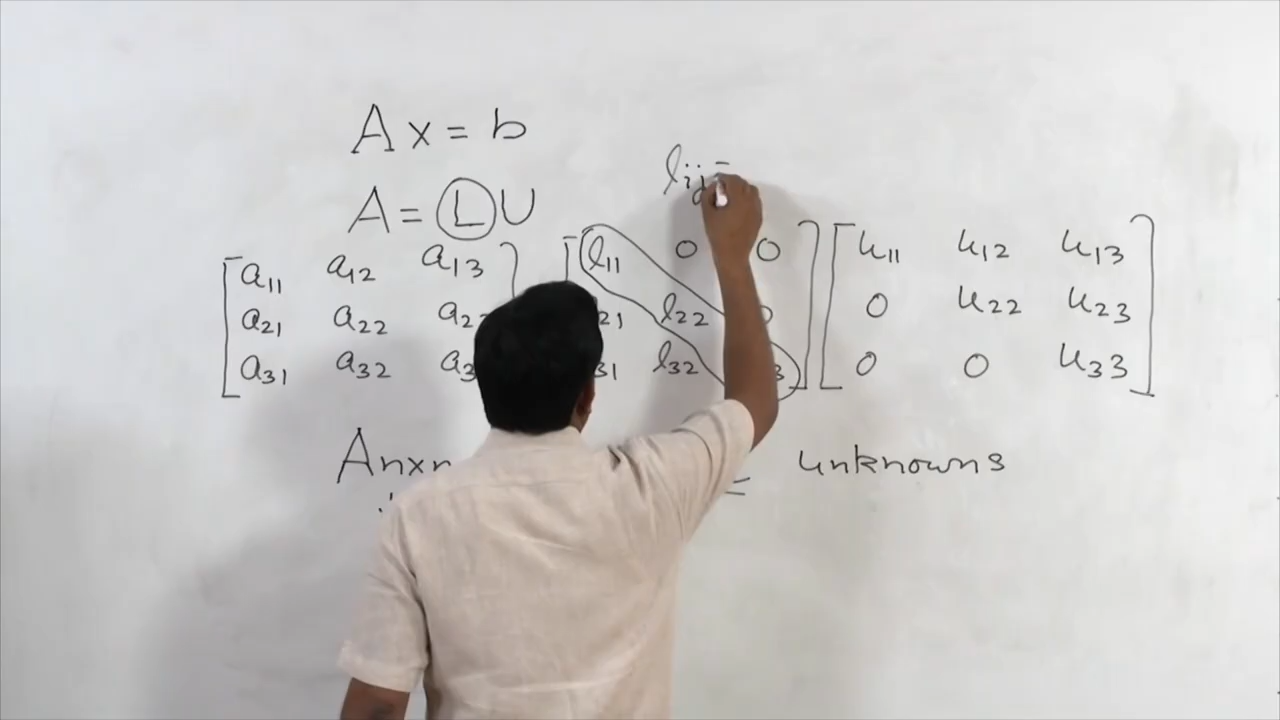 Ax = b
lij=
A = LU
a11 a12 a13 l11 0 0 u11 u12 u13
a21 a22 l22 0 u22 u23
a31 a32 l32 0 0 u33
Anxn = unknowns